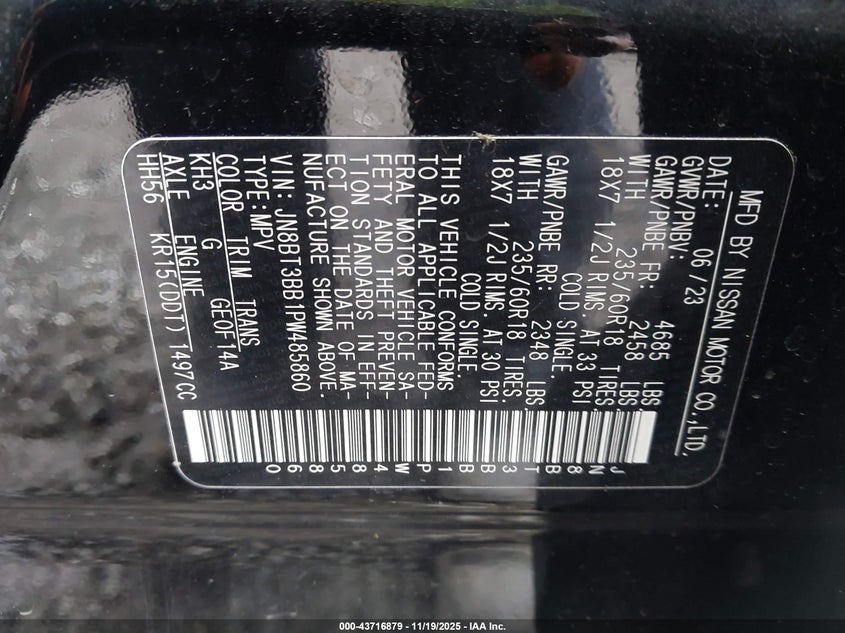 MFD BY NISSAN MOTOR CO.,LTD.
DATE: 06/23
GVWR/PNBV: 4665 LBS.
GAWR/PNBE FR: 2458 LBS.
WITH 235/60R18 TIRES,
18X7 1/2J RIMS. AT 33 PSI
COLD SINGLE.
GAWR/PNBE RR: 2348 LBS.
WITH 235/60R18 TIRES,
18X7 1/2J RIMS. AT 30 PSI
COLD SINGLE
THIS VEHICLE CONFORMS
TO ALL APPLICABLE FED-
ERAL MOTOR VEHICLE SA-
FETY AND THEFT PREVEN-
TION STANDARDS IN EFF-
ECT ON THE DATE OF MA-
NUFACTURE SHOWN ABOVE.
VIN: JN8BT3BB1PW485860
TYPE: MPV
COLOR TRIM TRANS
KH3 G GE0F14A
AXLE ENGINE
HH56 KR15(DDT) 1497CC
JN8BT3BB1PW485860
000-43716879 - 11/19/2025 - IAA Inc.